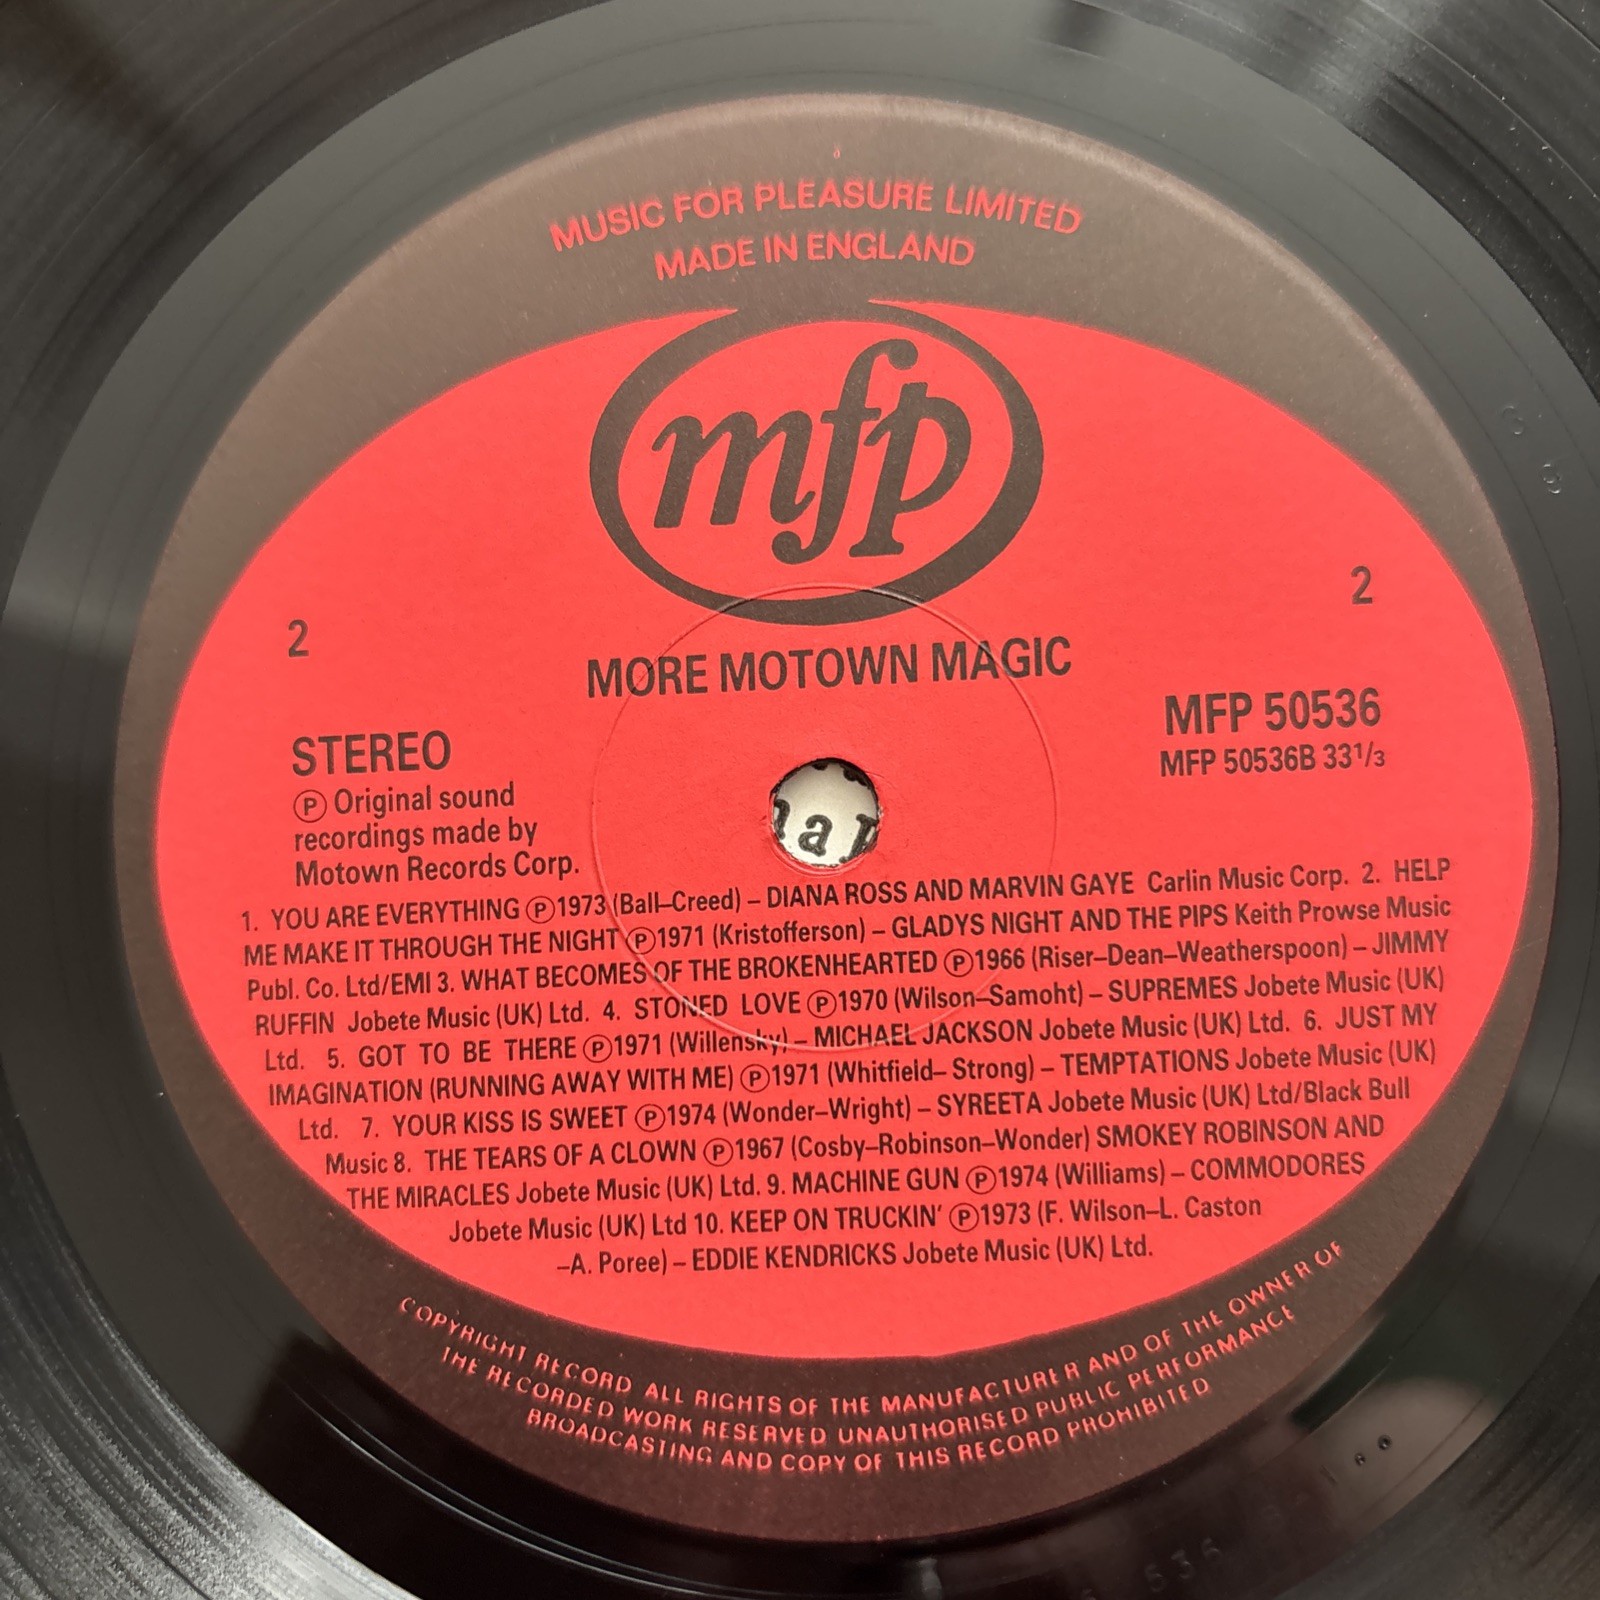 MUSIC FOR PLEASURE LIMITED
MADE IN ENGLAND
mfp
2
2
MORE MOTOWN MAGIC
STEREO
Ⓟ Original sound
recordings made by
Motown Records Corp.
MFP 50536
MFP 50536B 33⅓
1. YOU ARE EVERYTHING Ⓟ1973 (Ball–Creed) – DIANA ROSS AND MARVIN GAYE Carlin Music Corp. 2. HELP
ME MAKE IT THROUGH THE NIGHT Ⓟ1971 (Kristofferson) – GLADYS NIGHT AND THE PIPS Keith Prowse Music
Publ. Co. Ltd/EMI 3. WHAT BECOMES OF THE BROKENHEARTED Ⓟ1966 (Riser–Dean–Weatherspoon) – JIMMY
RUFFIN Jobete Music (UK) Ltd. 4. STONED LOVE Ⓟ1970 (Wilson–Samoht) – SUPREMES Jobete Music (UK)
Ltd. 5. GOT TO BE THERE Ⓟ1971 (Willensky) – MICHAEL JACKSON Jobete Music (UK) Ltd. 6. JUST MY
IMAGINATION (RUNNING AWAY WITH ME) Ⓟ1971 (Whitfield– Strong) – TEMPTATIONS Jobete Music (UK)
Ltd. 7. YOUR KISS IS SWEET Ⓟ1974 (Wonder–Wright) – SYREETA Jobete Music (UK) Ltd/Black Bull
Music 8. THE TEARS OF A CLOWN Ⓟ1967 (Cosby–Robinson–Wonder) SMOKEY ROBINSON AND
THE MIRACLES Jobete Music (UK) Ltd. 9. MACHINE GUN Ⓟ1974 (Williams) – COMMODORES
Jobete Music (UK) Ltd 10. KEEP ON TRUCKIN' Ⓟ1973 (F. Wilson–L. Caston
–A. Poree) – EDDIE KENDRICKS Jobete Music (UK) Ltd.
COPYRIGHT RECORD ALL RIGHTS OF THE MANUFACTURER AND OF THE OWNER OF
THE RECORDED WORK RESERVED UNAUTHORISED PUBLIC PERFORMANCE
BROADCASTING AND COPY OF THIS RECORD PROHIBITED